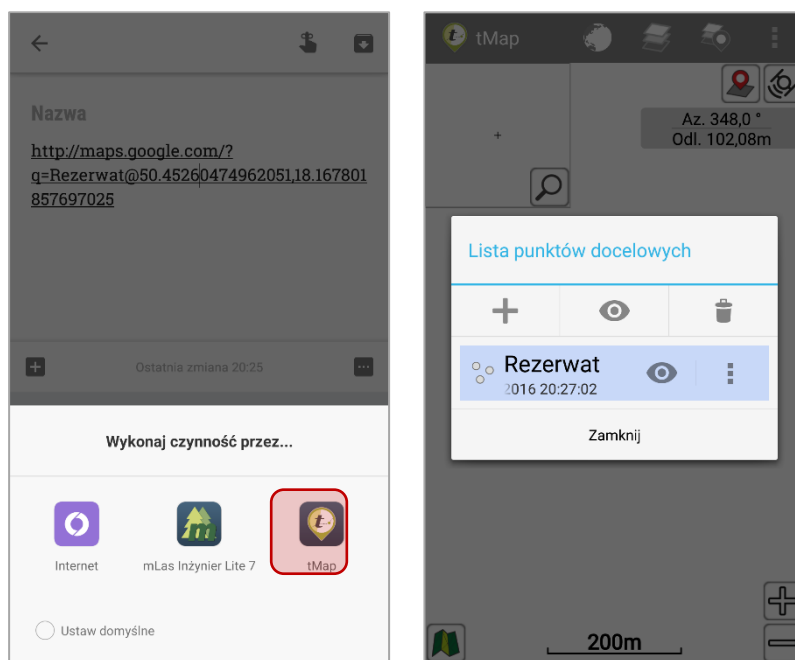 Nazwa
http://maps.google.com/?
q=Rezerwat@50.45260474962051,18.167801
857697025
Ostatnia zmiana 20:25
Wykonaj czynność przez...
Internet
mLas Inżynier Lite 7
tMap
Ustaw domyślne
tMap
Az. 348,0 °
Odl. 102,08m
Lista punktów docelowych
Rezerwat
2016 20:27:02
Zamknij
200m